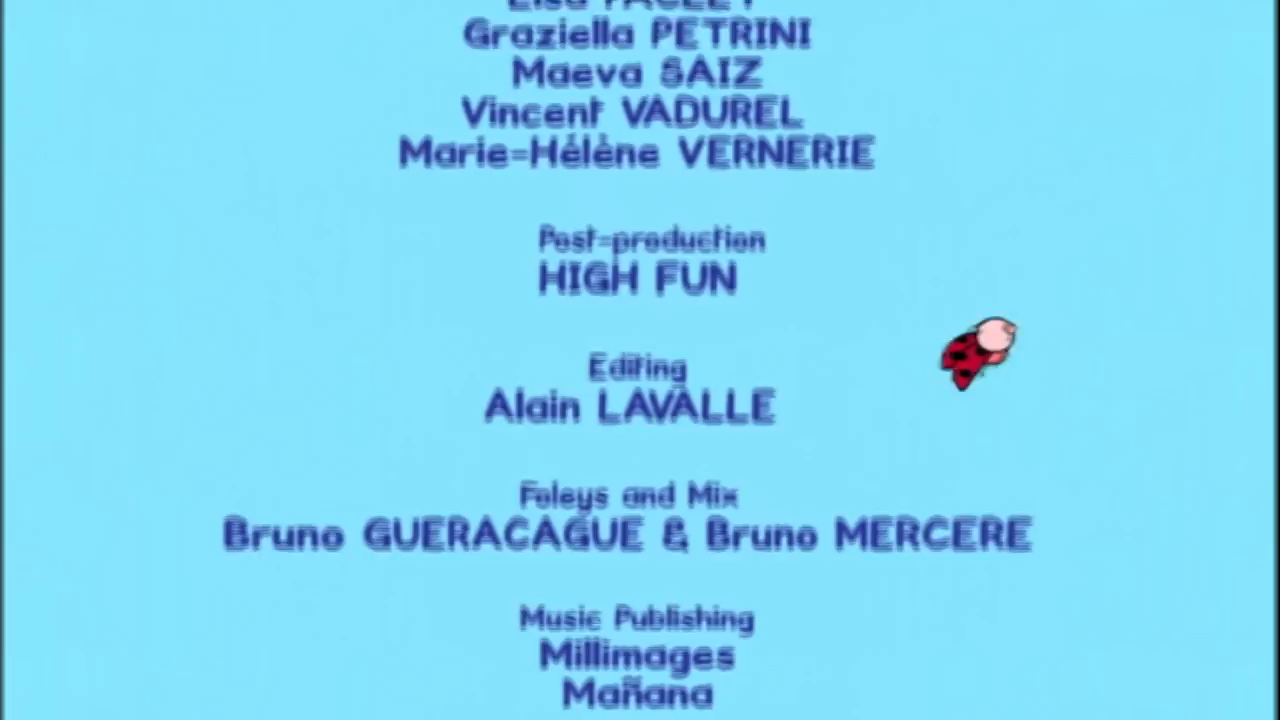 Graziella PETRINI
Maeva SAIZ
Vincent VADUREL
Marie-Hélène VERNERIE
Post-production
HIGH FUN
Editing
Alain LAVALLE
Foleys and Mix
Bruno GUERACAGUE & Bruno MERCERE
Music Publishing
Millimages
Mañana